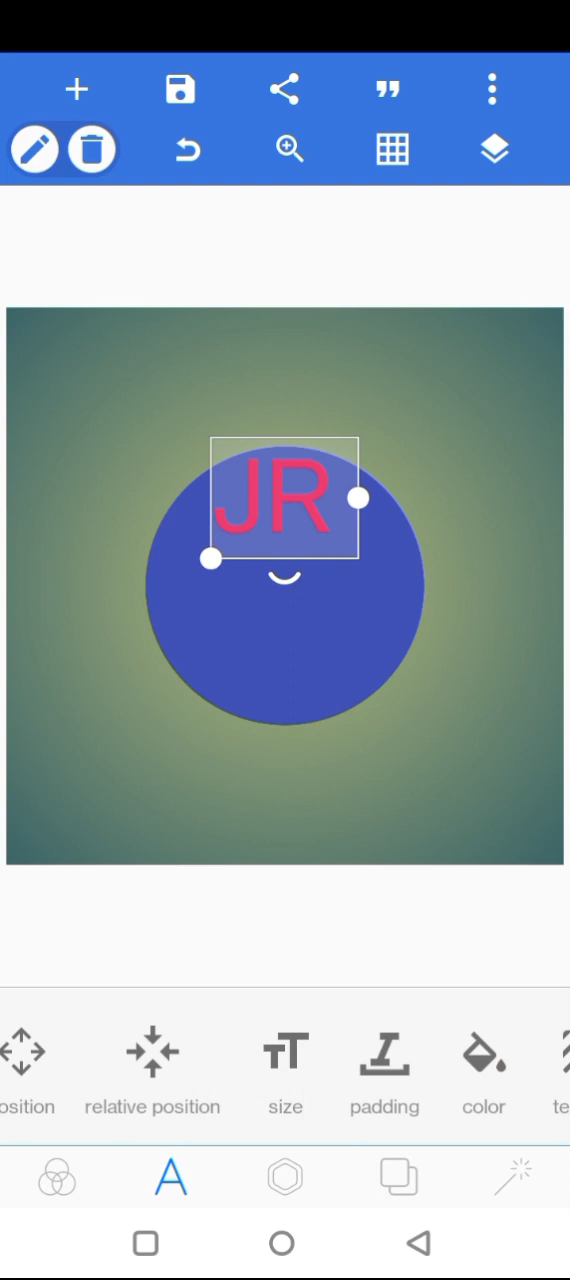 JR
osition
relative position
size
padding
color
te